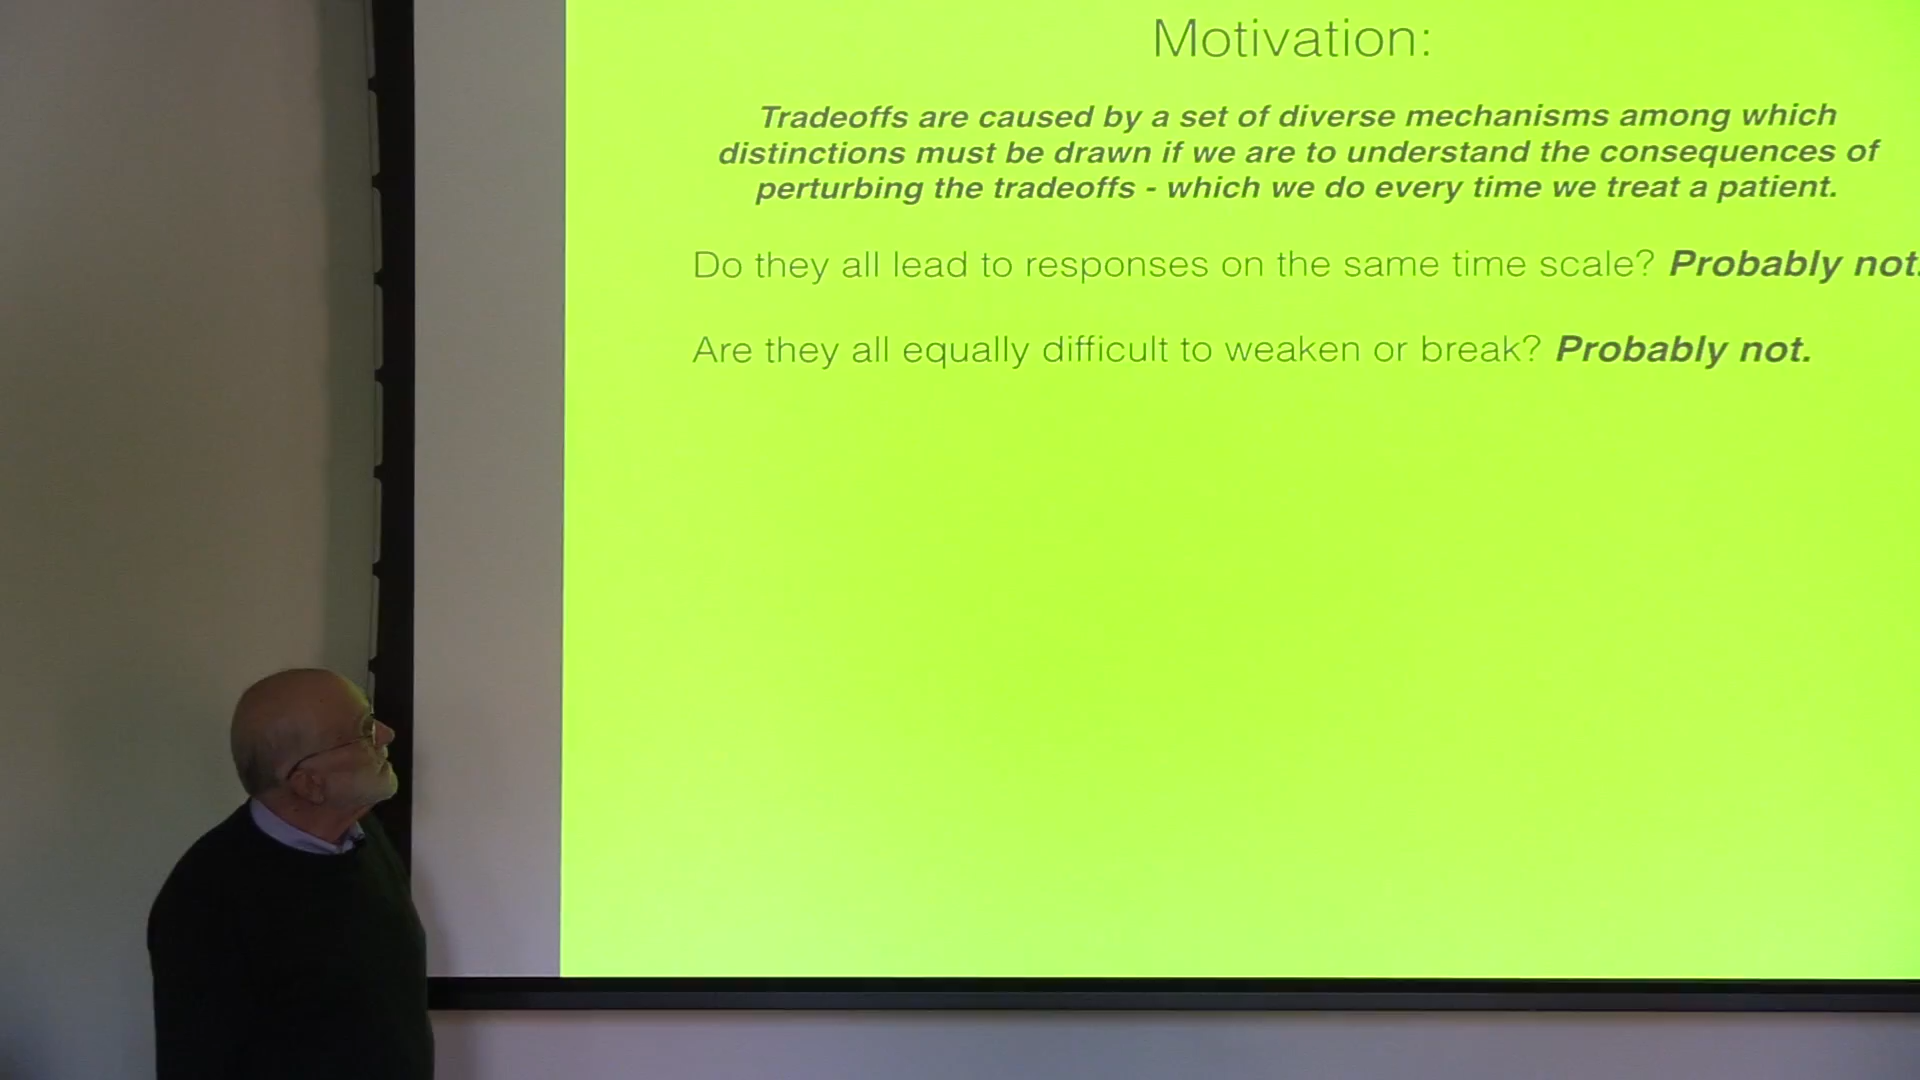 Motivation:
Tradeoffs are caused by a set of diverse mechanisms among which
distinctions must be drawn if we are to understand the consequences of
perturbing the tradeoffs - which we do every time we treat a patient.
Do they all lead to responses on the same time scale? Probably not.
Are they all equally difficult to weaken or break? Probably not.